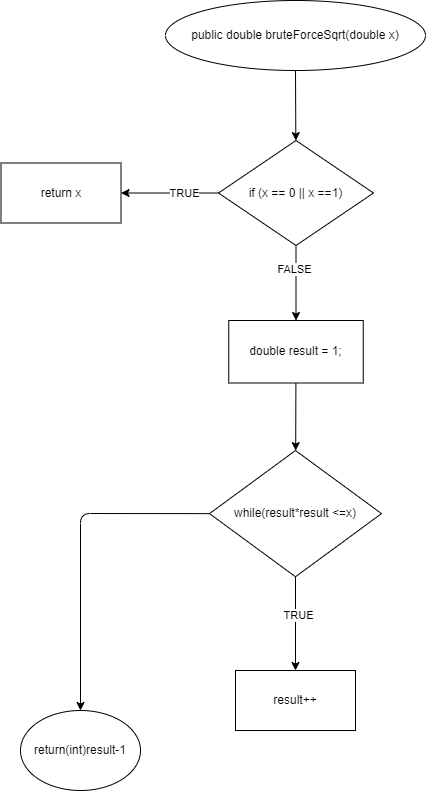 public double bruteForceSqrt(double x)
if (x == 0 || x ==1)
TRUE
return x
FALSE
double result = 1;
while(result*result <=x)
TRUE
result++
return(int)result-1